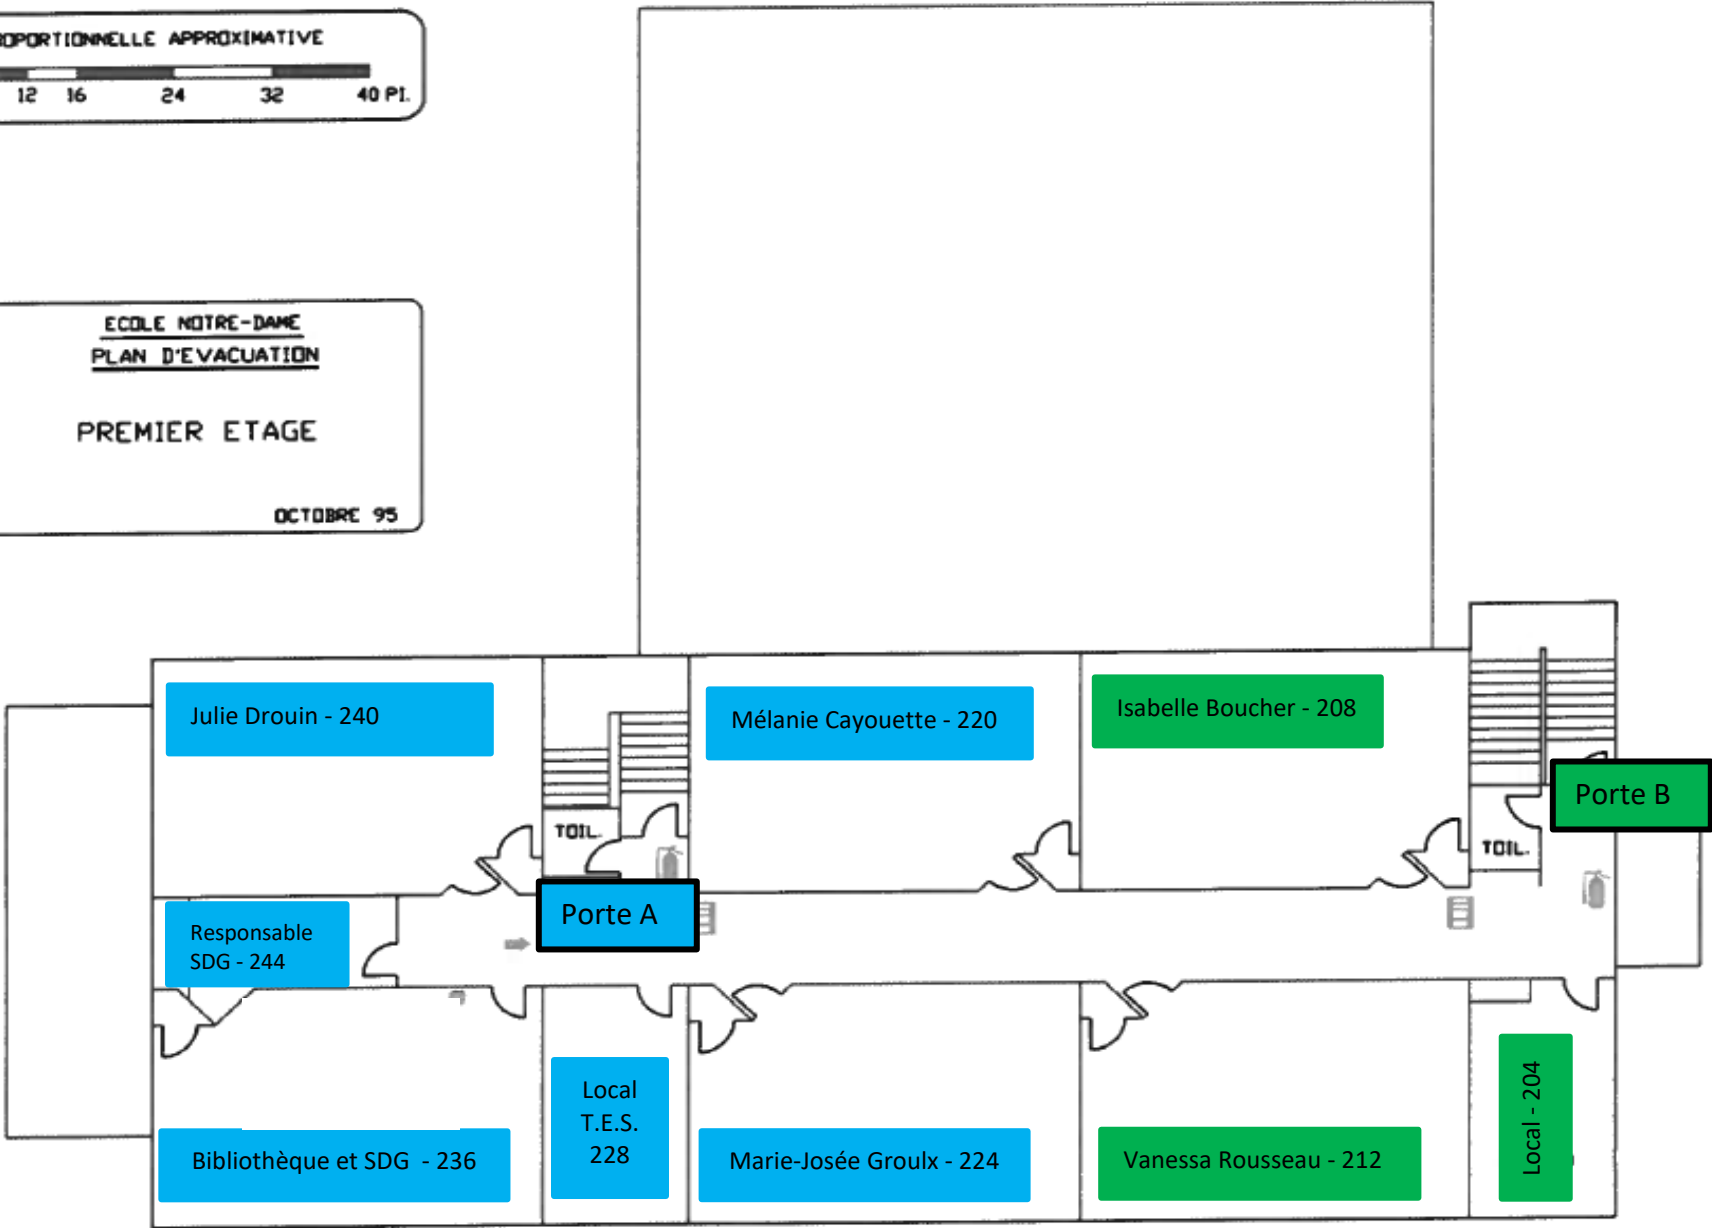 OPORTIONNELLE APPROXIMATIVE
12 16 24 32 40 PI.
ECOLE NOTRE-DAME
PLAN D'EVACUATION
PREMIER ETAGE
OCTOBRE 95
Julie Drouin - 240
Mélanie Cayouette - 220
Isabelle Boucher - 208
Porte B
TOIL.
TOIL.
Porte A
Responsable
SDG - 244
Local
T.E.S.
228
Bibliothèque et SDG - 236
Marie-Josée Groulx - 224
Vanessa Rousseau - 212
Local - 204